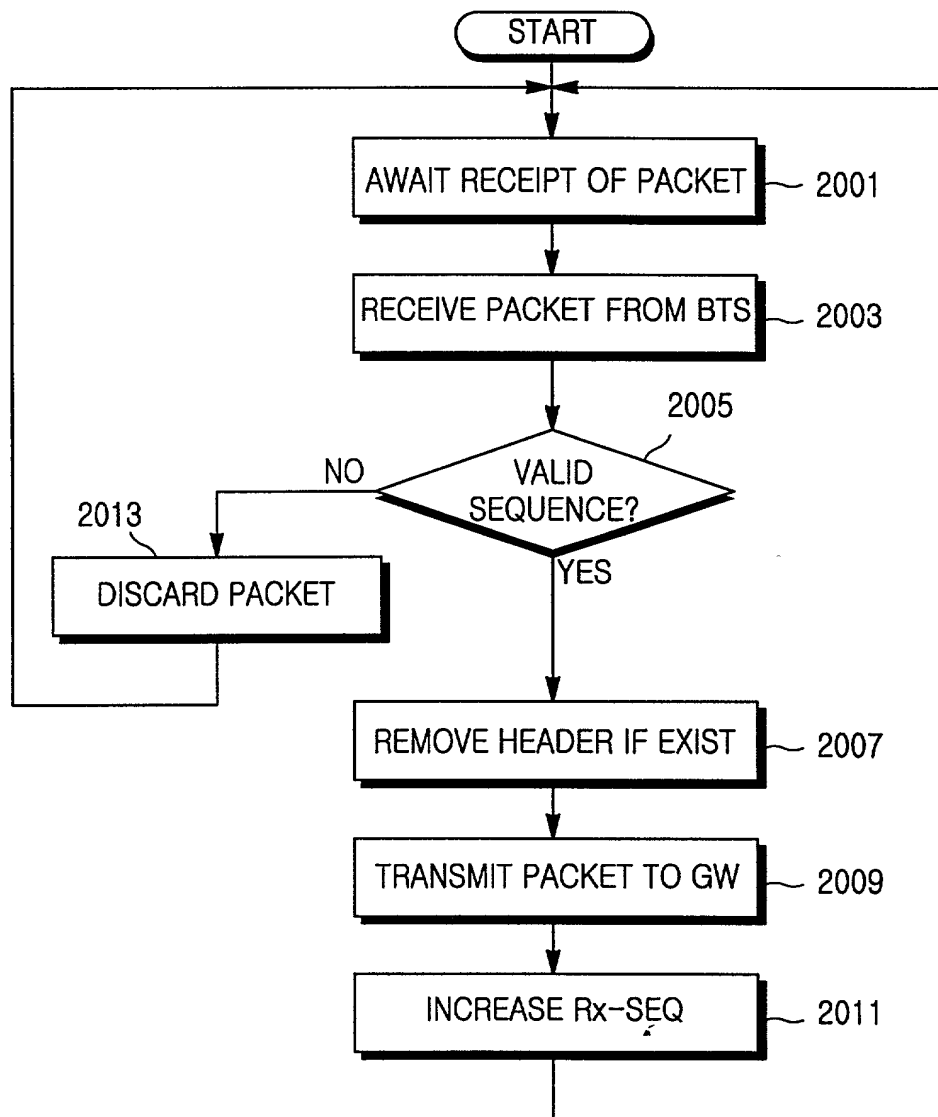 START
AWAIT RECEIPT OF PACKET
2001
RECEIVE PACKET FROM BTS
2003
2005
VALID
SEQUENCE?
NO
YES
2013
DISCARD PACKET
REMOVE HEADER IF EXIST
2007
TRANSMIT PACKET TO GW
2009
INCREASE Rx-SEQ
2011